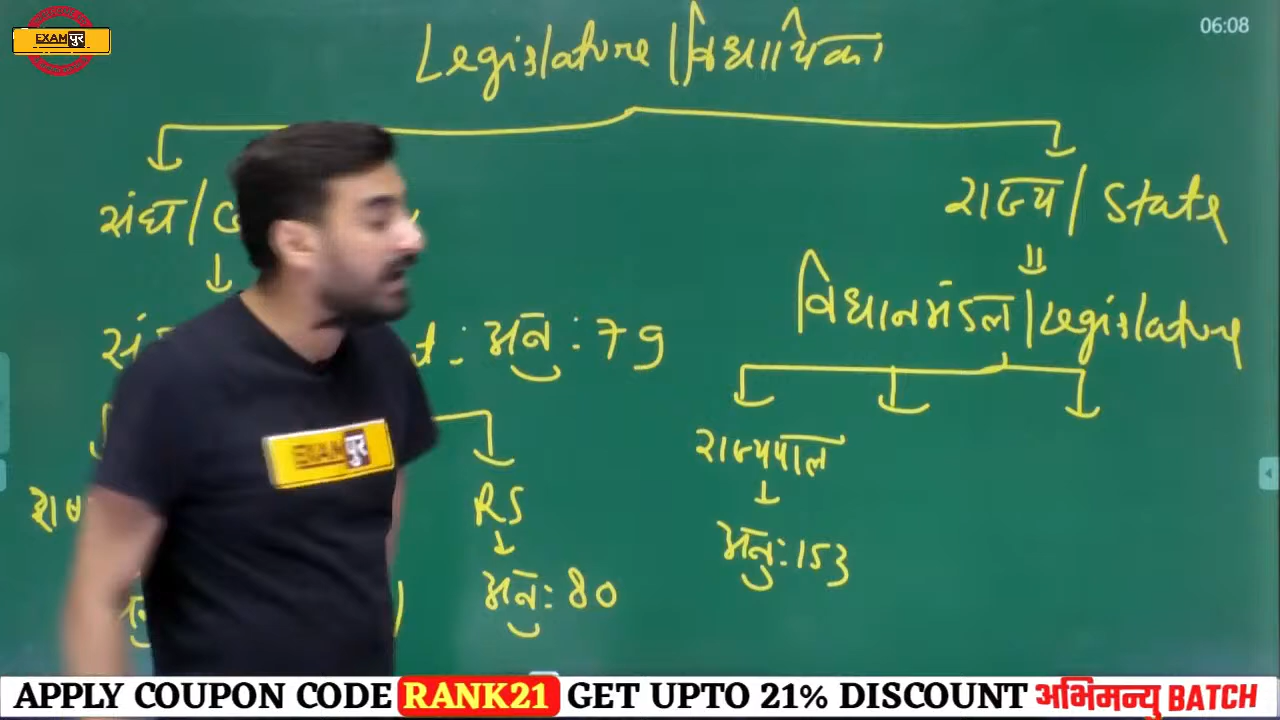 EXAMपुर
06:08
Legislature / विधायिका
संघ / राज्य / State
विधानमंडल / Legislature
अनु : 79
राज्यपाल
RS
अनु : 153
अनु : 80
EXAMपुर
APPLY COUPON CODE RANK21 GET UPTO 21% DISCOUNT अभिमन्यु BATCH